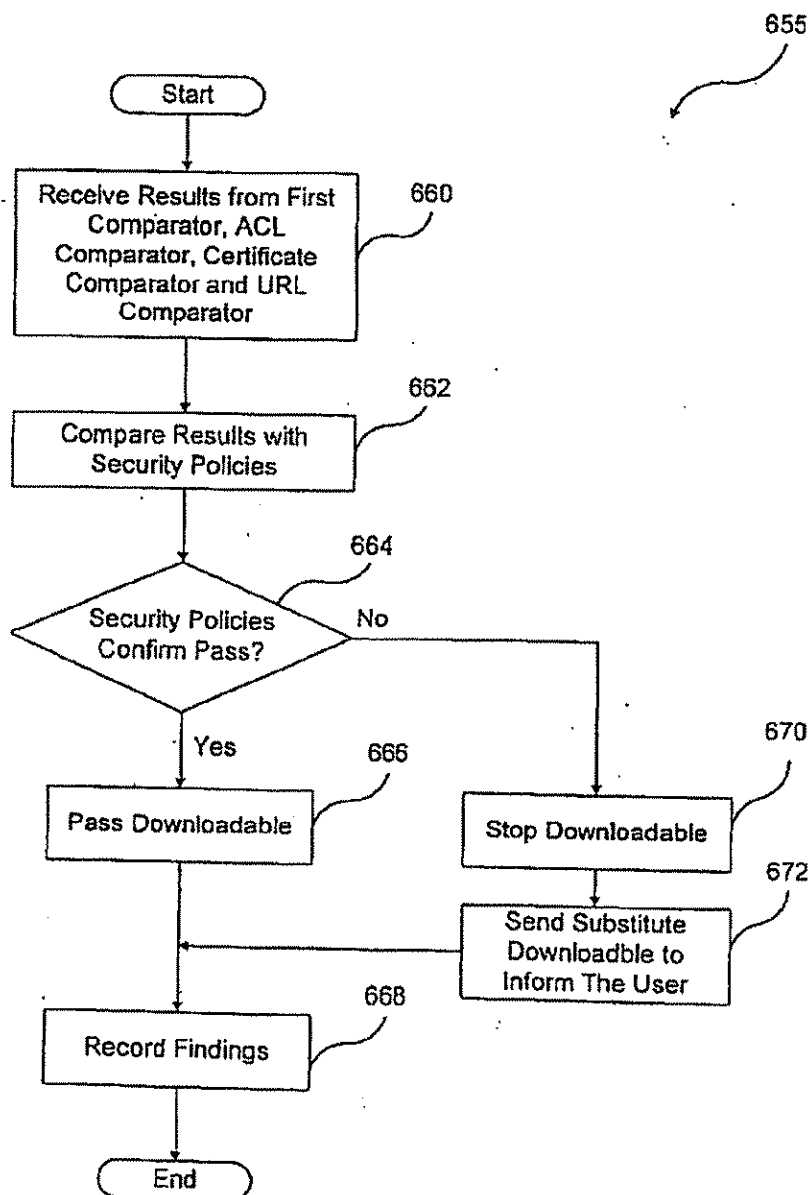 655
Start
660
Receive Results from First
Comparator, ACL
Comparator, Certificate
Comparator and URL
Comparator
662
Compare Results with
Security Policies
664
Security Policies
Confirm Pass?
No
Yes
666
Pass Downloadable
670
Stop Downloadable
672
Send Substitute
Downloadble to
Inform The User
668
Record Findings
End